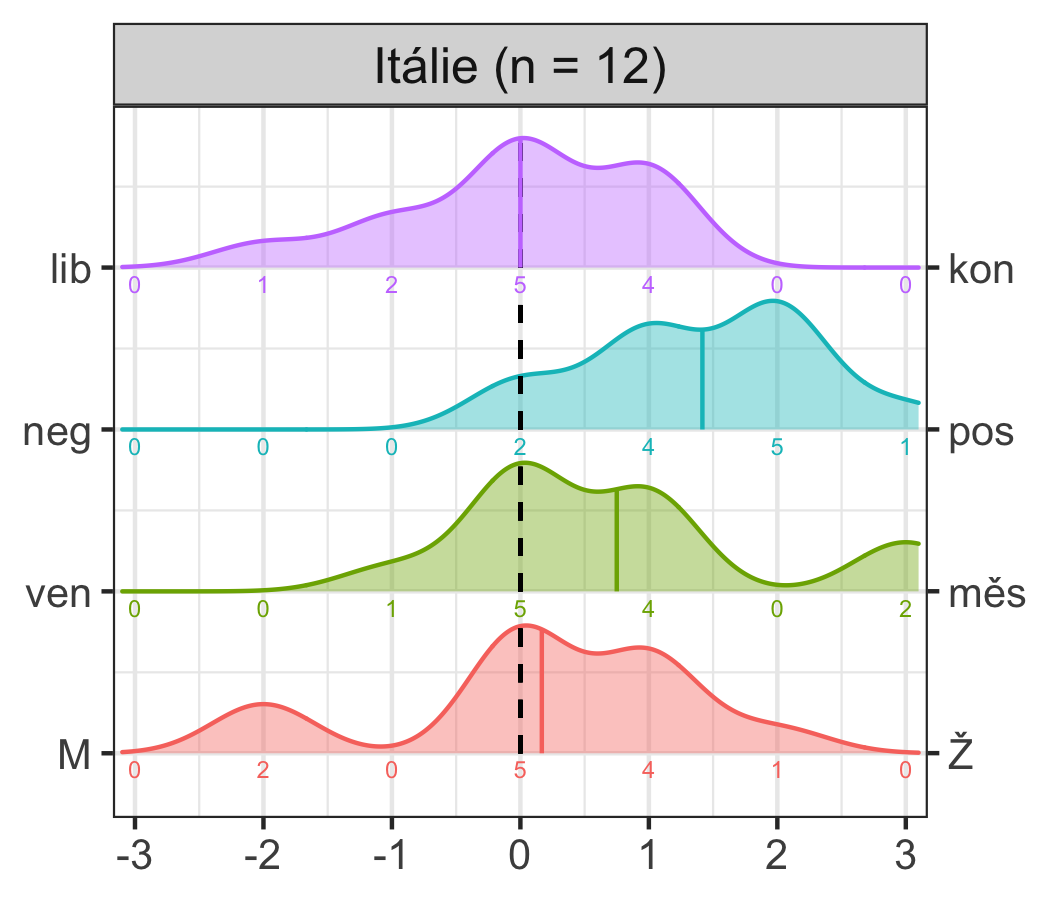 Itálie (n = 12)
lib kon
0 1 2 5 4 0 0
neg pos
0 0 0 2 4 5 1
ven měs
0 0 1 5 4 0 2
M Ž
0 2 0 5 4 1 0
-3 -2 -1 0 1 2 3